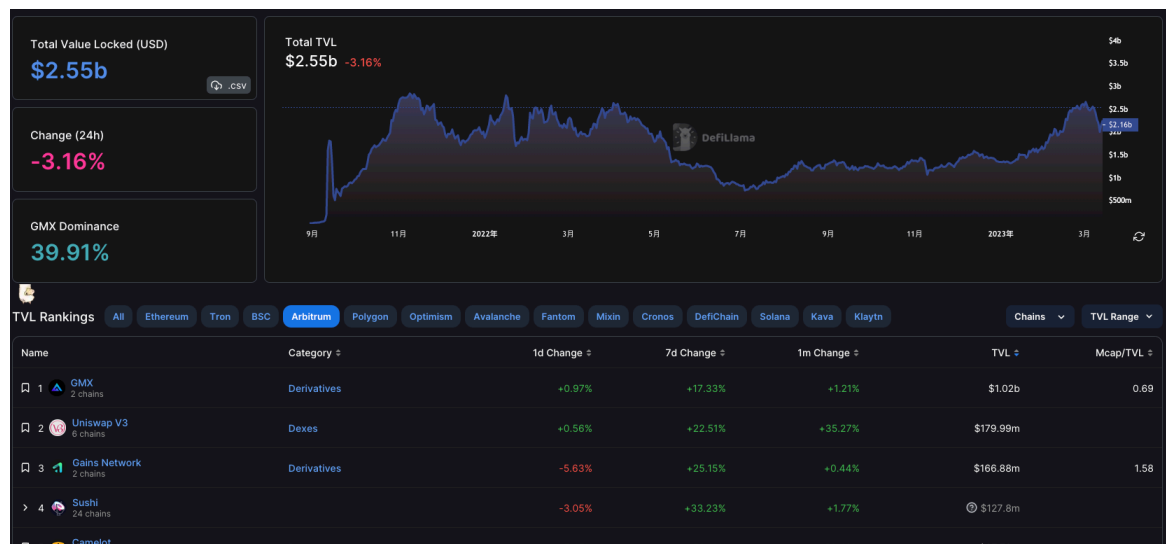 Total Value Locked (USD)
$2.55b
.csv
Change (24h)
-3.16%
GMX Dominance
39.91%
Total TVL
$2.55b -3.16%
DefiLlama
$4b
$3.5b
$3b
$2.5b
$2.16b
$2b
$1.5b
$1b
$500m
9月 11月 2022年 3月 5月 7月 9月 11月 2023年 3月
TVL Rankings All Ethereum Tron BSC Arbitrum Polygon Optimism Avalanche Fantom Mixin Cronos DefiChain Solana Kava Klaytn Chains TVL Range
Name Category 1d Change 7d Change 1m Change TVL Mcap/TVL
1 GMX Derivatives +0.97% +17.33% +1.21% $1.02b 0.69
2 chains
2 Uniswap V3 Dexes +0.56% +22.51% +35.27% $179.99m
6 chains
3 Gains Network Derivatives -5.63% +25.15% +0.44% $166.88m 1.58
2 chains
4 Sushi -3.05% +33.23% +1.77% $127.8m
24 chains
Camelot